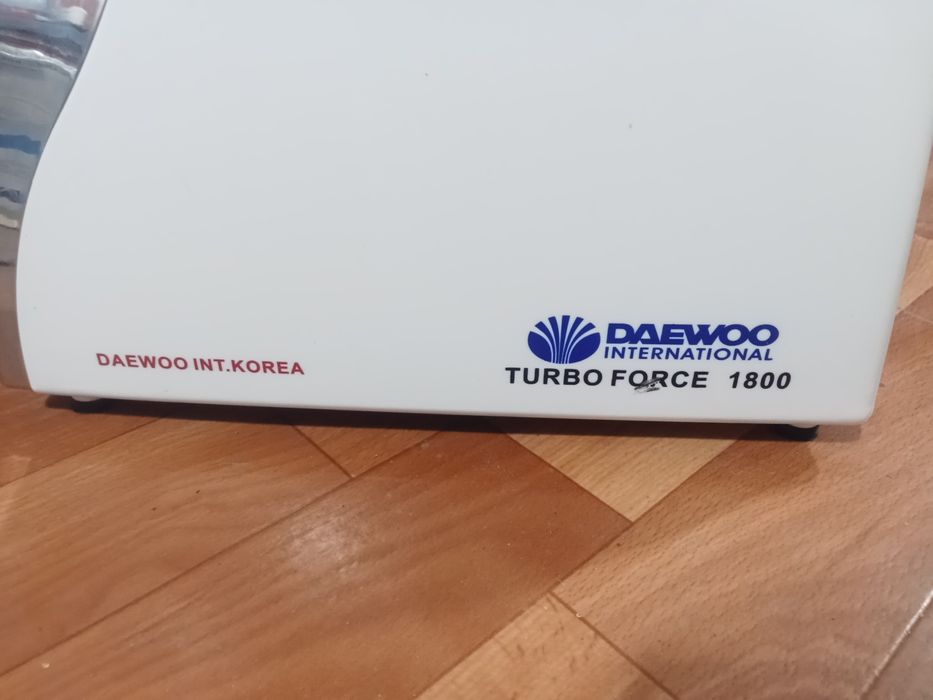 DAEWOO INT.KOREA
DAEWOO
INTERNATIONAL
TURBO FORCE 1800